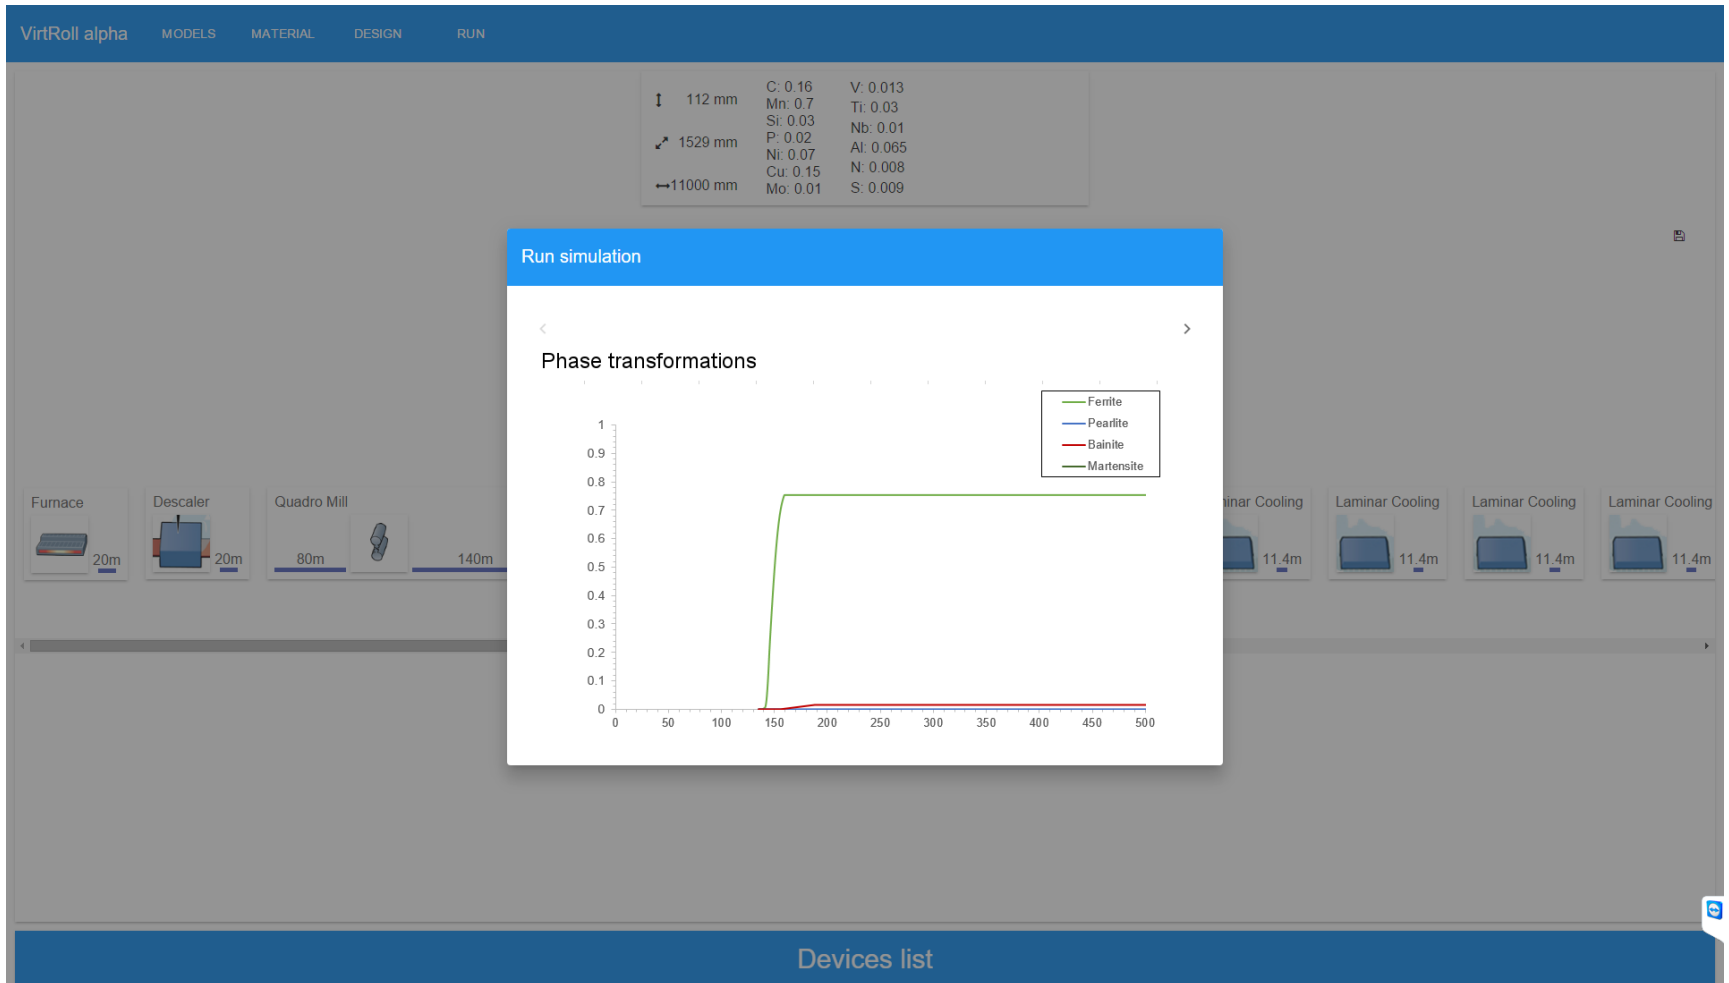 VirtRoll alpha MODELS MATERIAL DESIGN RUN
112 mm
1529 mm
11000 mm
C: 0.16
Mn: 0.7
Si: 0.03
P: 0.02
Ni: 0.07
Cu: 0.15
Mo: 0.01
V: 0.013
Ti: 0.03
Nb: 0.01
Al: 0.065
N: 0.008
S: 0.009
Run simulation
Phase transformations
Ferrite
Pearlite
Bainite
Martensite
1
0.9
0.8
0.7
0.6
0.5
0.4
0.3
0.2
0.1
0
0 50 100 150 200 250 300 350 400 450 500
Furnace
20m
Descaler
20m
Quadro Mill
80m 140m
inar Cooling
11.4m
Laminar Cooling
11.4m
Laminar Cooling
11.4m
Laminar Cooling
11.4m
Devices list